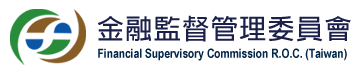 金融監督管理委員會
Financial Supervisory Commission R.O.C. (Taiwan)